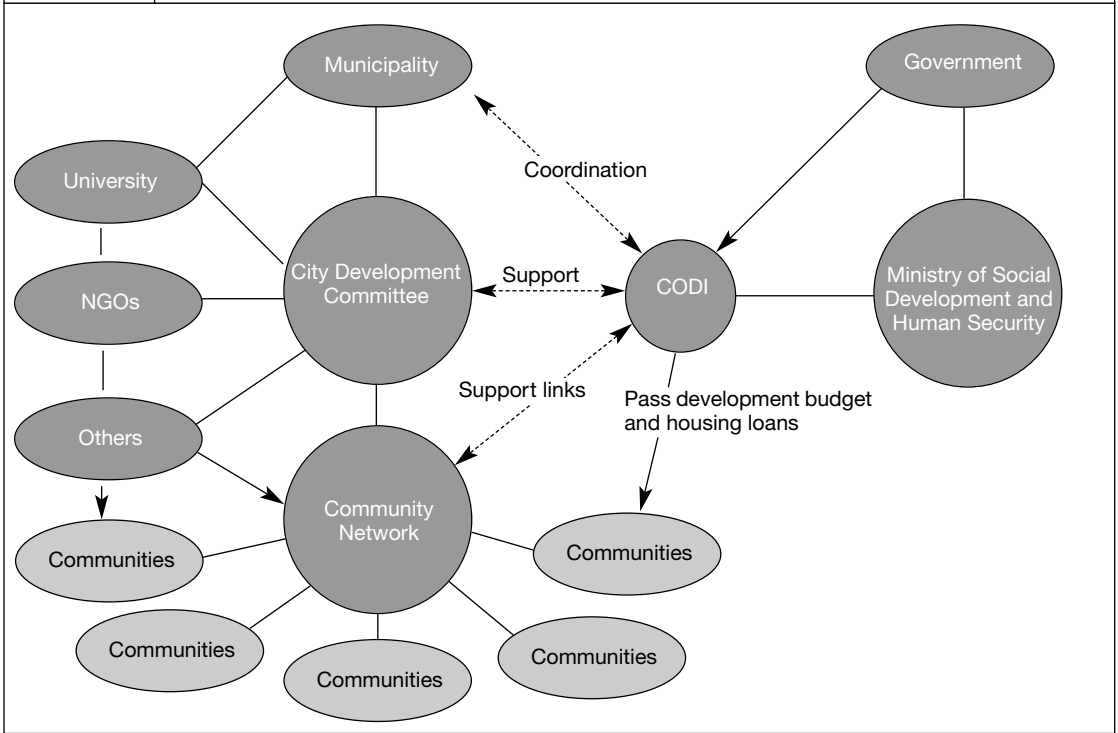 Municipality
Government
Coordination
University
City Development
Committee
Support
CODI
Ministry of Social
Development and
Human Security
NGOs
Support links
Pass development budget
and housing loans
Others
Community
Network
Communities
Communities
Communities
Communities
Communities